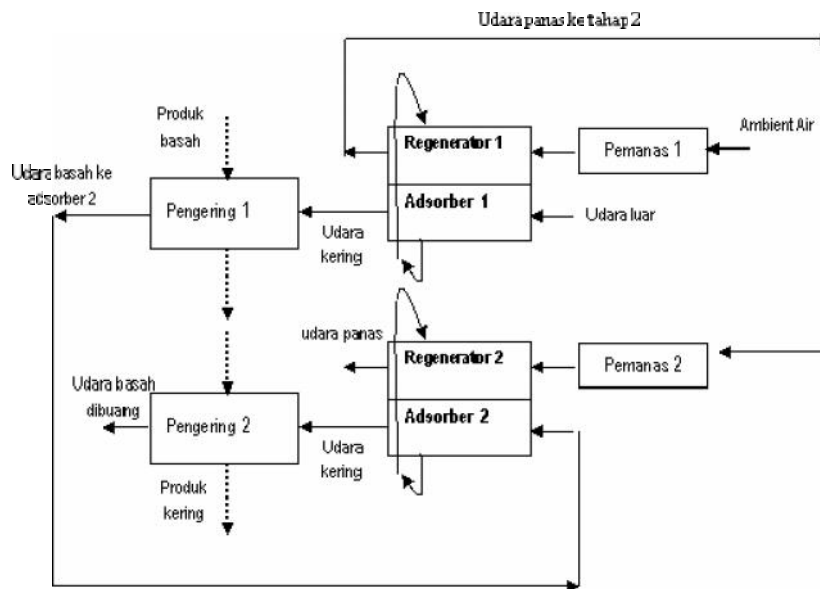 Udara panas ke tahap 2
Produk
basah
Regenerator 1
Pemanas 1
Ambient Air
Udara basah ke
adsorber 2
Pengering 1
Adsorber 1
Udara luar
Udara
kering
udara panas
Regenerator 2
Pemanas 2
Udara basah
dibuang
Pengering 2
Adsorber 2
Udara
kering
Produk
kering